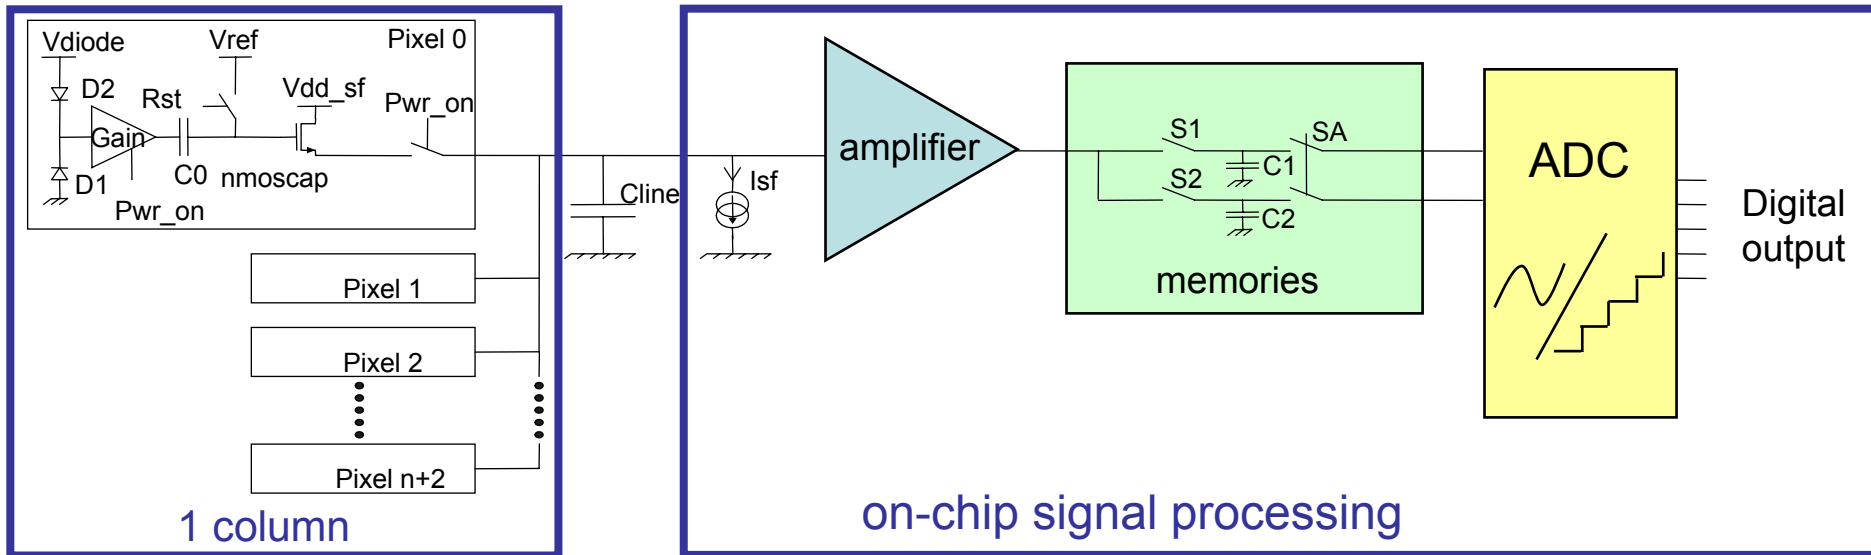 Vdiode
Vref
Pixel 0
D2
Rst
Vdd_sf
Pwr_on
Gain
D1
C0
nmoscap
Pwr_on
Cline
Isf
Pixel 1
Pixel 2
Pixel n+2
1 column
amplifier
S1
SA
C1
S2
C2
memories
ADC
Digital
output
on-chip signal processing